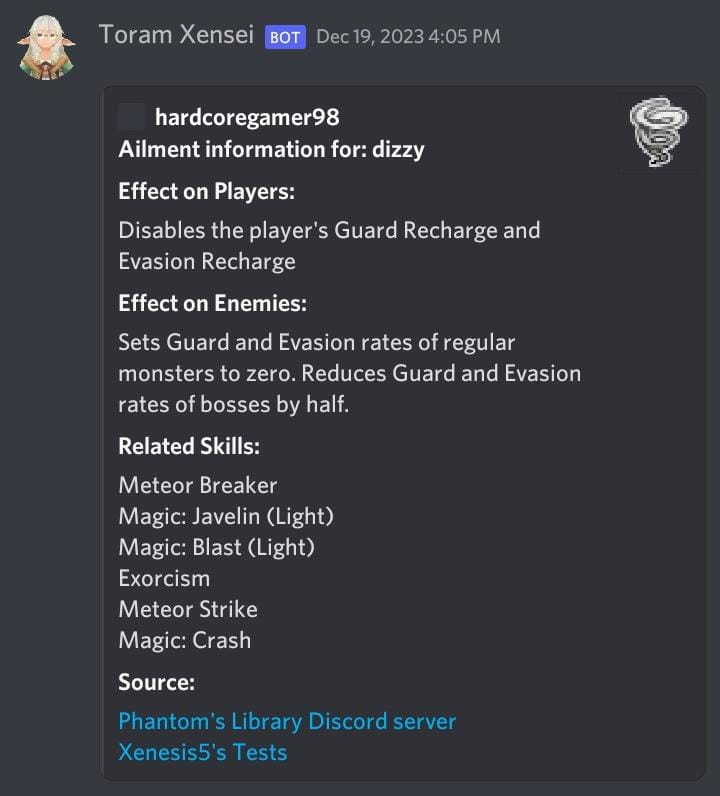 Toram Xensei BOT Dec 19, 2023 4:05 PM
hardcoregamer98
Ailment information for: dizzy
Effect on Players:
Disables the player's Guard Recharge and
Evasion Recharge
Effect on Enemies:
Sets Guard and Evasion rates of regular
monsters to zero. Reduces Guard and Evasion
rates of bosses by half.
Related Skills:
Meteor Breaker
Magic: Javelin (Light)
Magic: Blast (Light)
Exorcism
Meteor Strike
Magic: Crash
Source:
Phantom's Library Discord server
Xenesis5's Tests